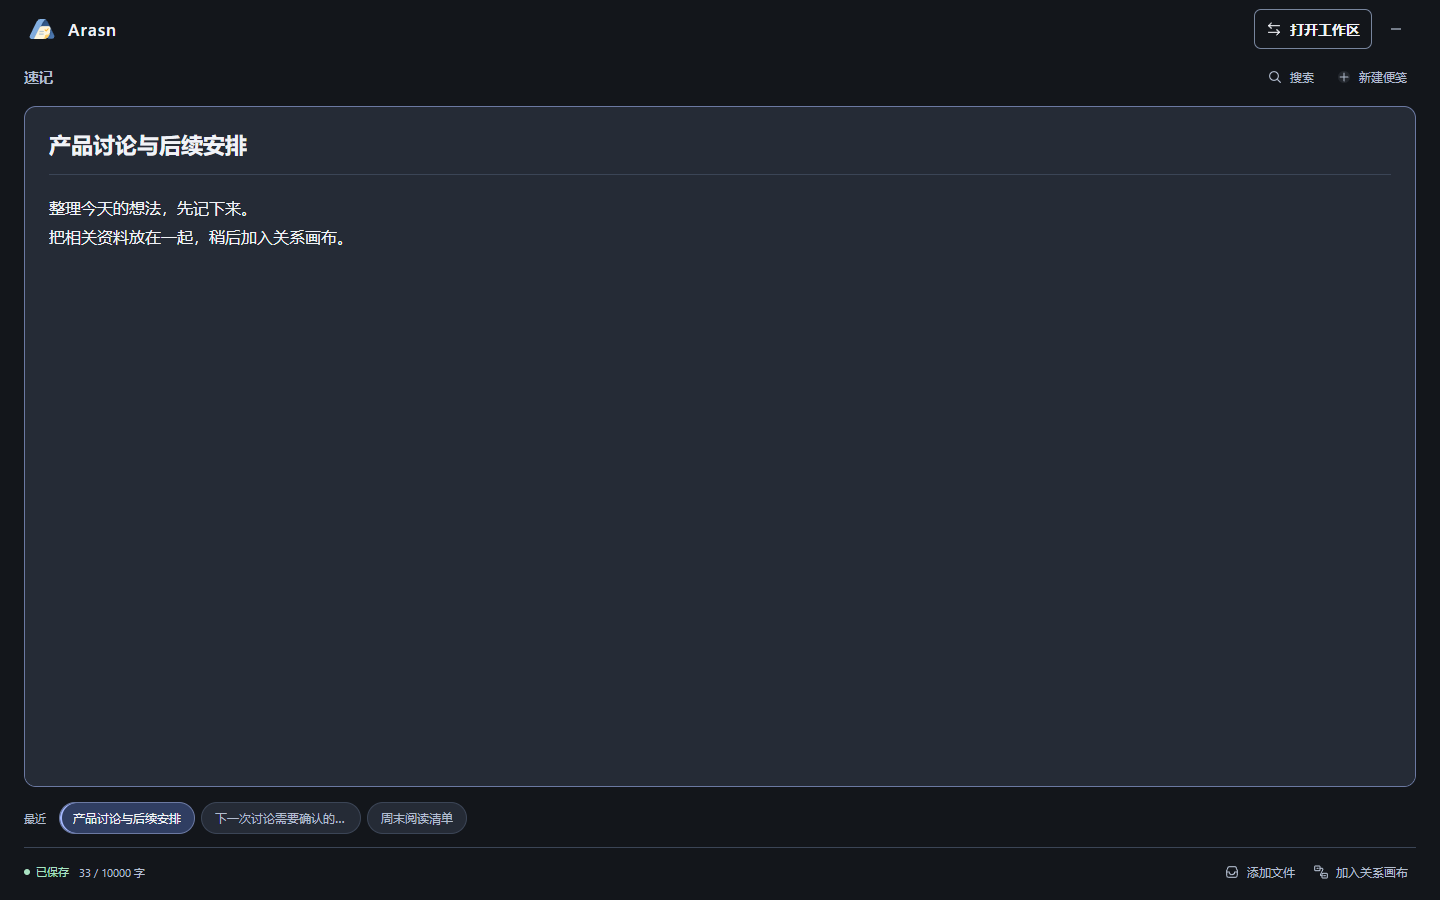 Arasn
打开工作区
速记
搜索
新建便笺
产品讨论与后续安排
整理今天的想法，先记下来。
把相关资料放在一起，稍后加入关系画布。
最近
产品讨论与后续安排
下一次讨论需要确认的...
周末阅读清单
已保存
33 / 10000 字
添加文件
加入关系画布